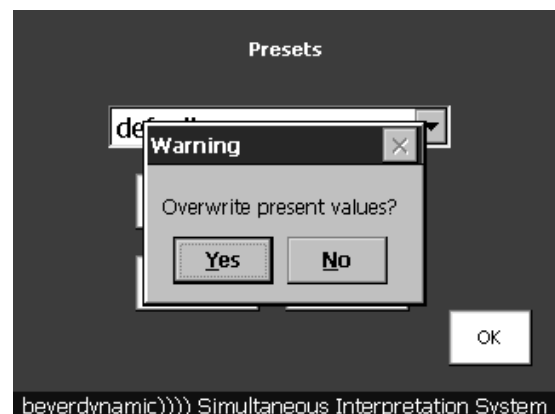 Presets
Warning
Overwrite present values?
Yes No
OK
beyerdynamic)))) Simultaneous Interpretation System